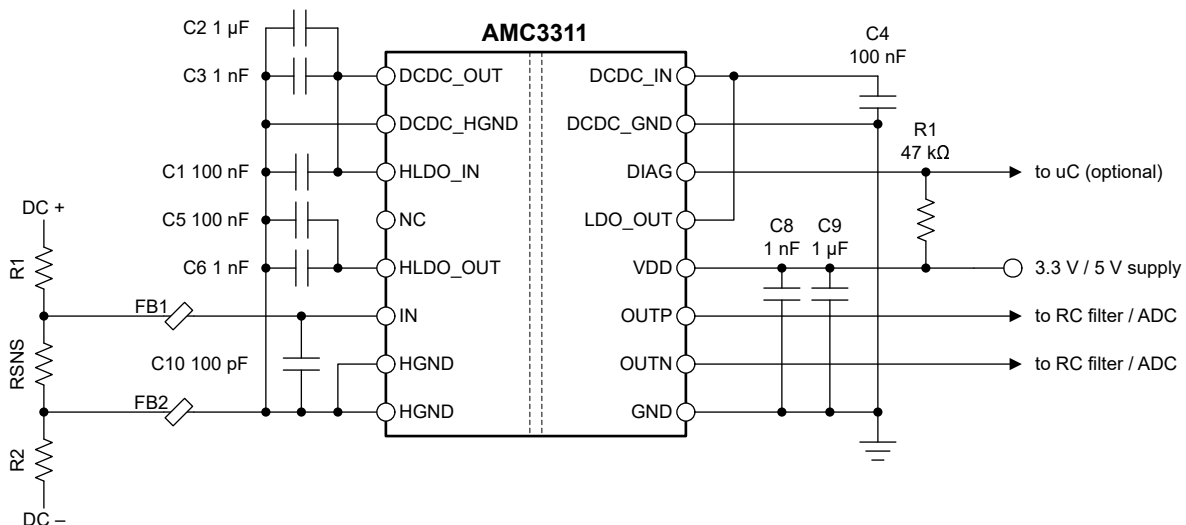 AMC3311
C2 1 µF
C3 1 nF
C1 100 nF
C5 100 nF
C6 1 nF
C10 100 pF
DC +
R1
RSNS
R2
DC –
FB1
FB2
DCDC_OUT
DCDC_HGND
HLDO_IN
NC
HLDO_OUT
IN
HGND
HGND
DCDC_IN
DCDC_GND
DIAG
LDO_OUT
VDD
OUTP
OUTN
GND
C4
100 nF
R1
47 kΩ
C8
1 nF
C9
1 µF
to uC (optional)
3.3 V / 5 V supply
to RC filter / ADC
to RC filter / ADC